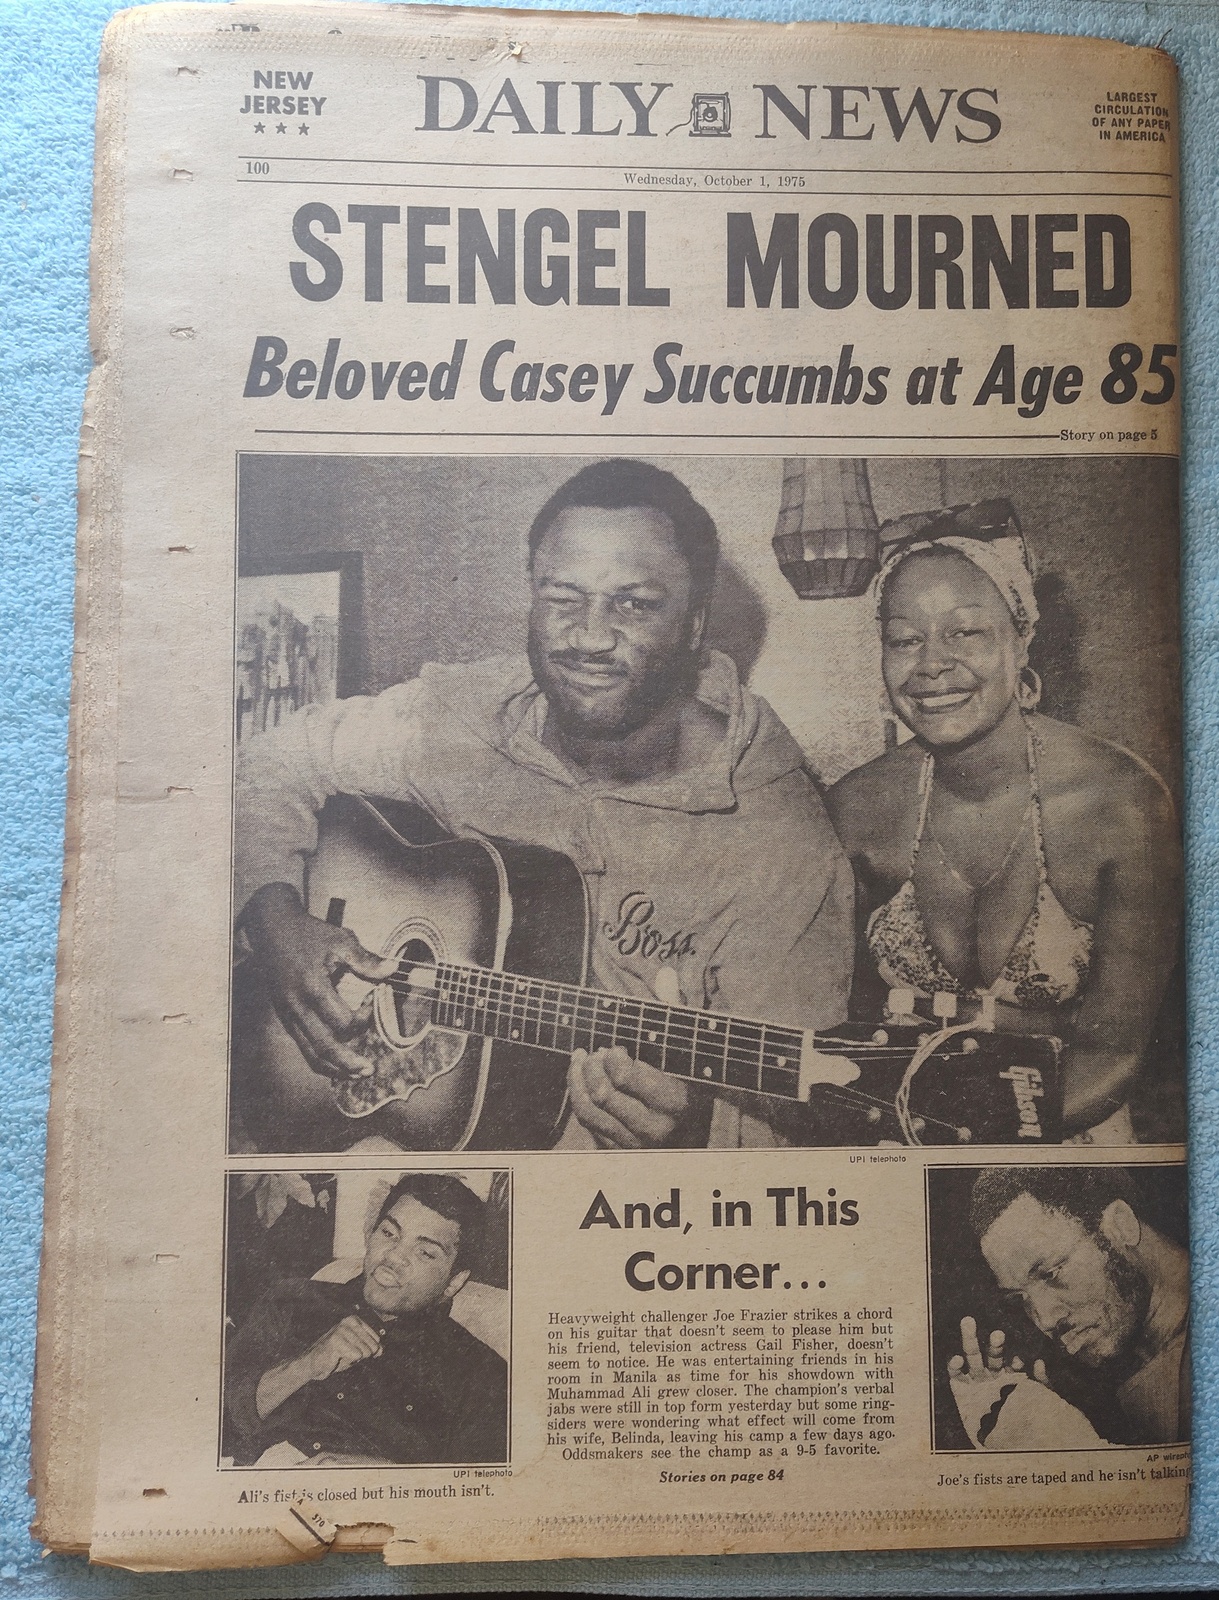 NEW
JERSEY
★ ★ ★
DAILY NEWS
LARGEST
CIRCULATION
OF ANY PAPER
IN AMERICA
100
Wednesday, October 1, 1975
STENGEL MOURNED
Beloved Casey Succumbs at Age 85
Story on page 5
Boss.
Gibson
UPI telephoto
And, in This
Corner...
Heavyweight challenger Joe Frazier strikes a chord
on his guitar that doesn't seem to please him but
his friend, television actress Gail Fisher, doesn't
seem to notice. He was entertaining friends in his
room in Manila as time for his showdown with
Muhammad Ali grew closer. The champion's verbal
jabs were still in top form yesterday but some ring-
siders were wondering what effect will come from
his wife, Belinda, leaving his camp a few days ago.
Oddsmakers see the champ as a 9-5 favorite.
Stories on page 84
UPI telephoto
Ali's fist is closed but his mouth isn't.
AP wireph
Joe's fists are taped and he isn't talking
570